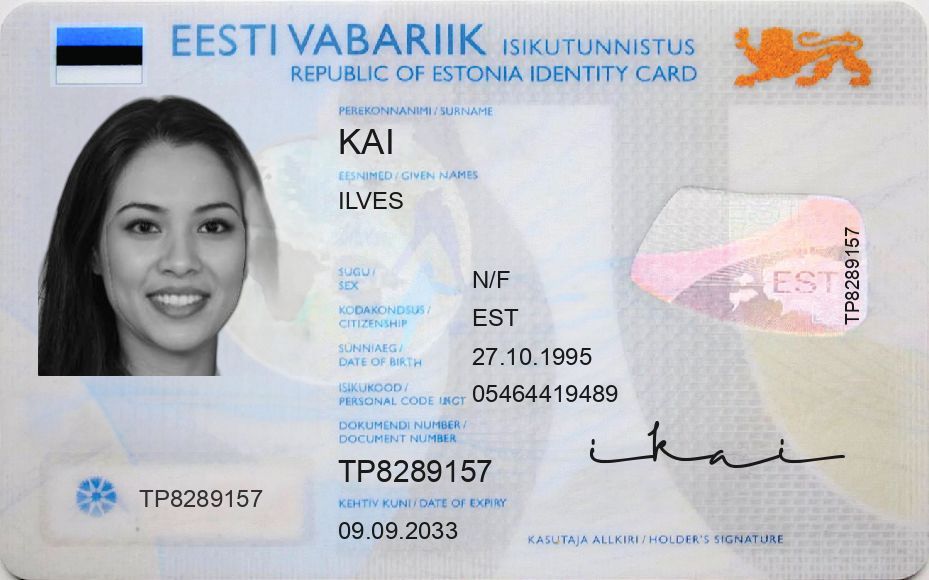 EESTI VABARIIK ISIKUTUNNISTUS
REPUBLIC OF ESTONIA IDENTITY CARD
PEREKONNANIMI / SURNAME
KAI
EESNIMED / GIVEN NAMES
ILVES
SUGU / SEX
N/F
KODAKONDSUS / CITIZENSHIP
EST
SÜNNIAEG / DATE OF BIRTH
27.10.1995
ISIKUKOOD / PERSONAL CODE
05464419489
DOKUMENDI NUMBER / DOCUMENT NUMBER
TP8289157
KEHTIV KUNI / DATE OF EXPIRY
09.09.2033
TP8289157
EST
TP8289157
ikai
KASUTAJA ALLKIRI / HOLDER'S SIGNATURE